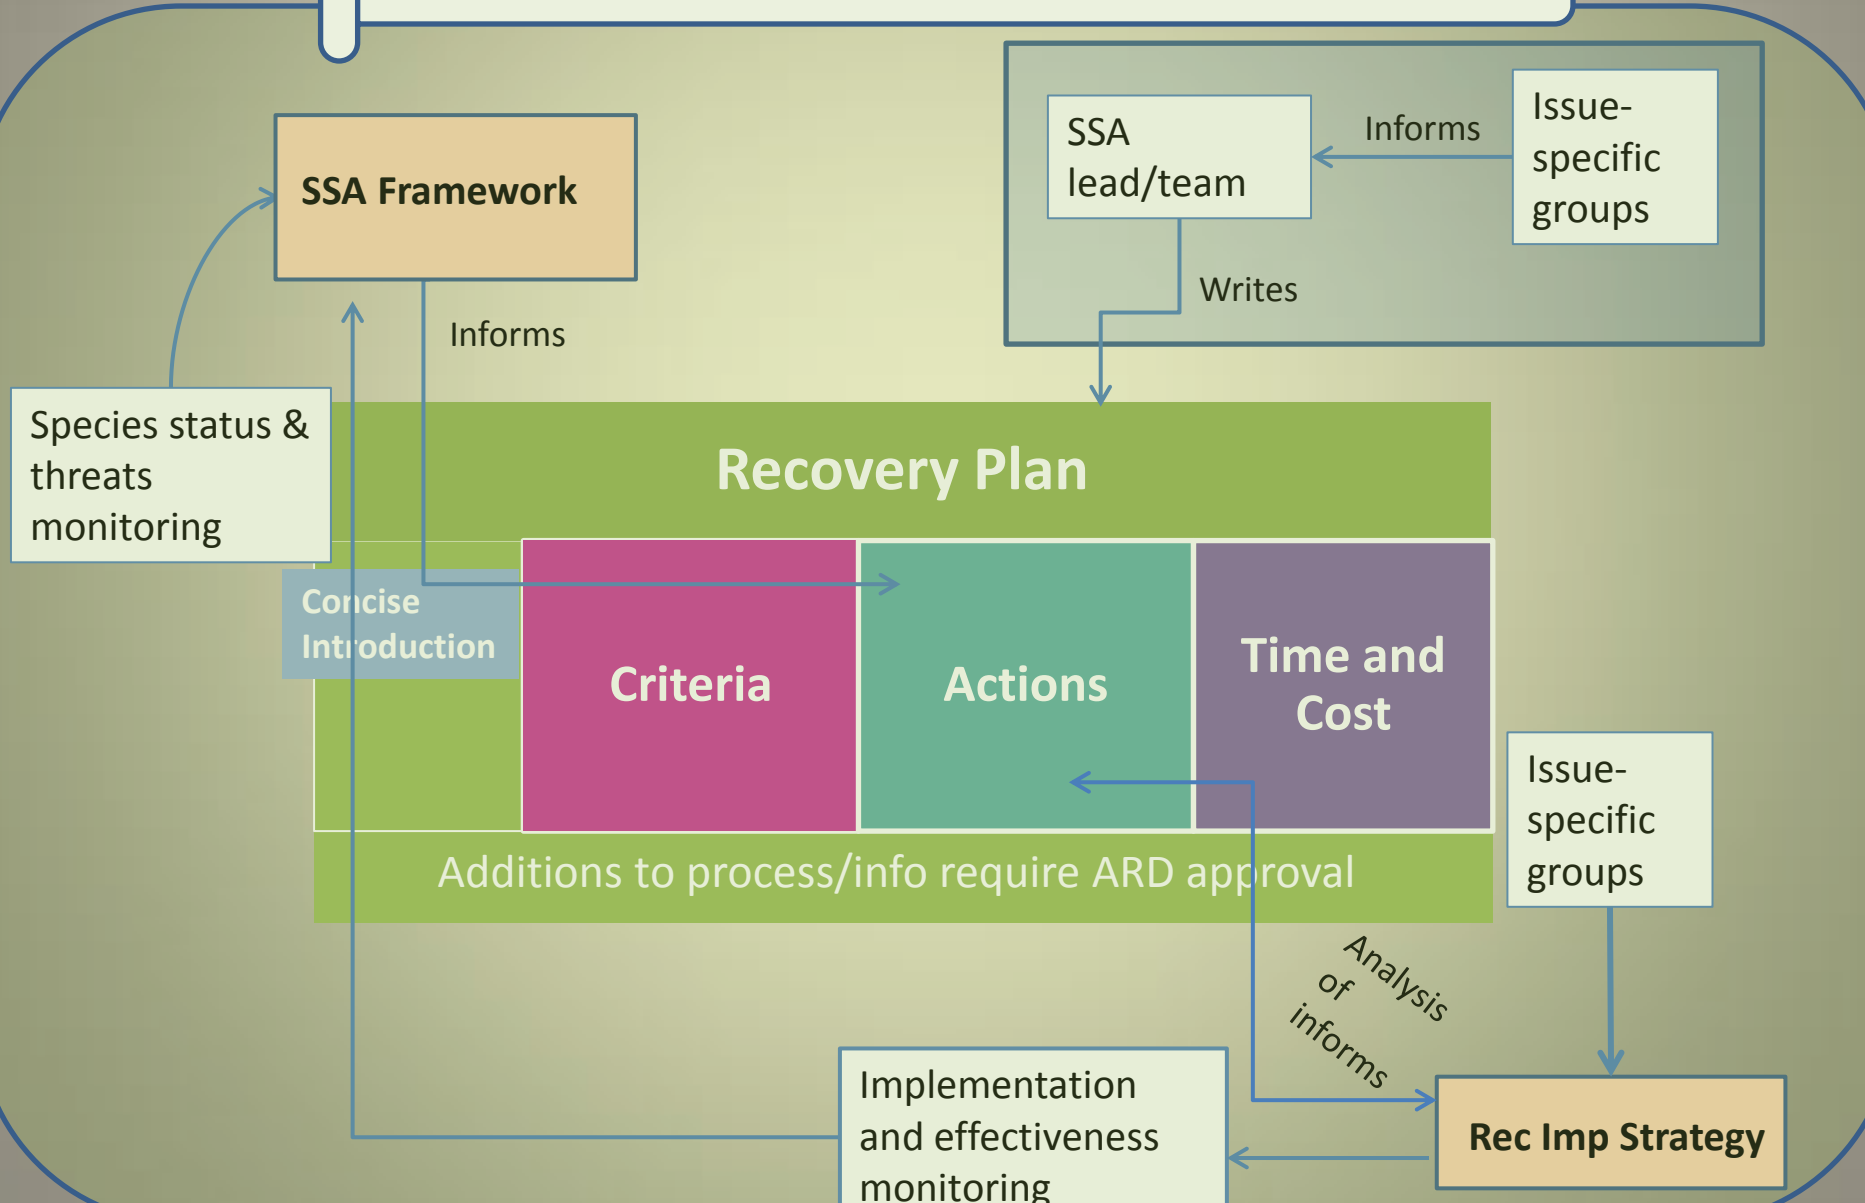 SSA Framework
SSA
lead/team
Informs
Issue-
specific
groups
Writes
Informs
Species status &
threats
monitoring
Recovery Plan
Concise
Introduction
Criteria
Actions
Time and
Cost
Additions to process/info require ARD approval
Issue-
specific
groups
Analysis
of
informs
Implementation
and effectiveness
monitoring
Rec Imp Strategy